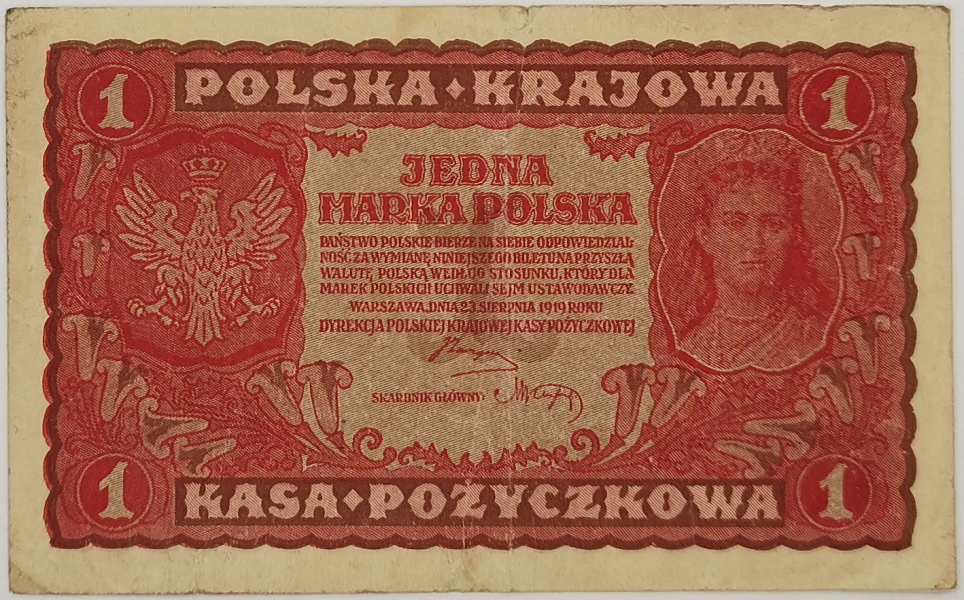 1 POLSKA ⬥ KRAJOWA 1
JEDNA
MARKA POLSKA
PAŃSTWO POLSKIE BIERZE NA SIEBIE ODPOWIEDZIAL
NOŚĆ ZA WYMIANĘ NINIEJSZEGO BILETU NA PRZYSZŁĄ
WALUTĘ POLSKĄ WEDŁUG STOSUNKU, KTÓRY DLA
MAREK POLSKICH UCHWALI SEJM USTAWODAWCZY.
WARSZAWA, DNIA 23 SIERPNIA 1919 ROKU
DYREKCJA POLSKIEJ KRAJOWEJ KASY POŻYCZKOWEJ
SKARBNIK GŁÓWNY:
1 KASA ⬥ POŻYCZKOWA 1